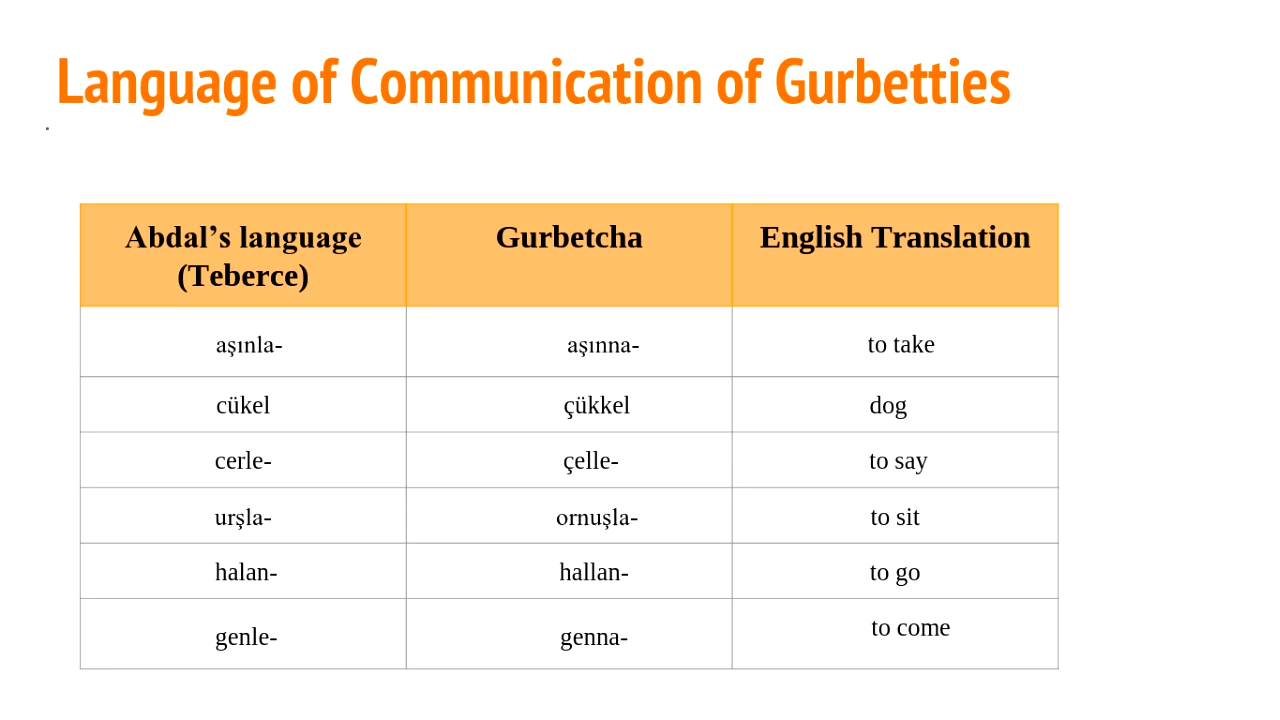 Language of Communication of Gurbetties
.
Abdal’s language (Teberce) Gurbetcha English Translation
aşınla- aşınna- to take
cükel çükkel dog
cerle- çelle- to say
urşla- ornuşla- to sit
halan- hallan- to go
genle- genna- to come